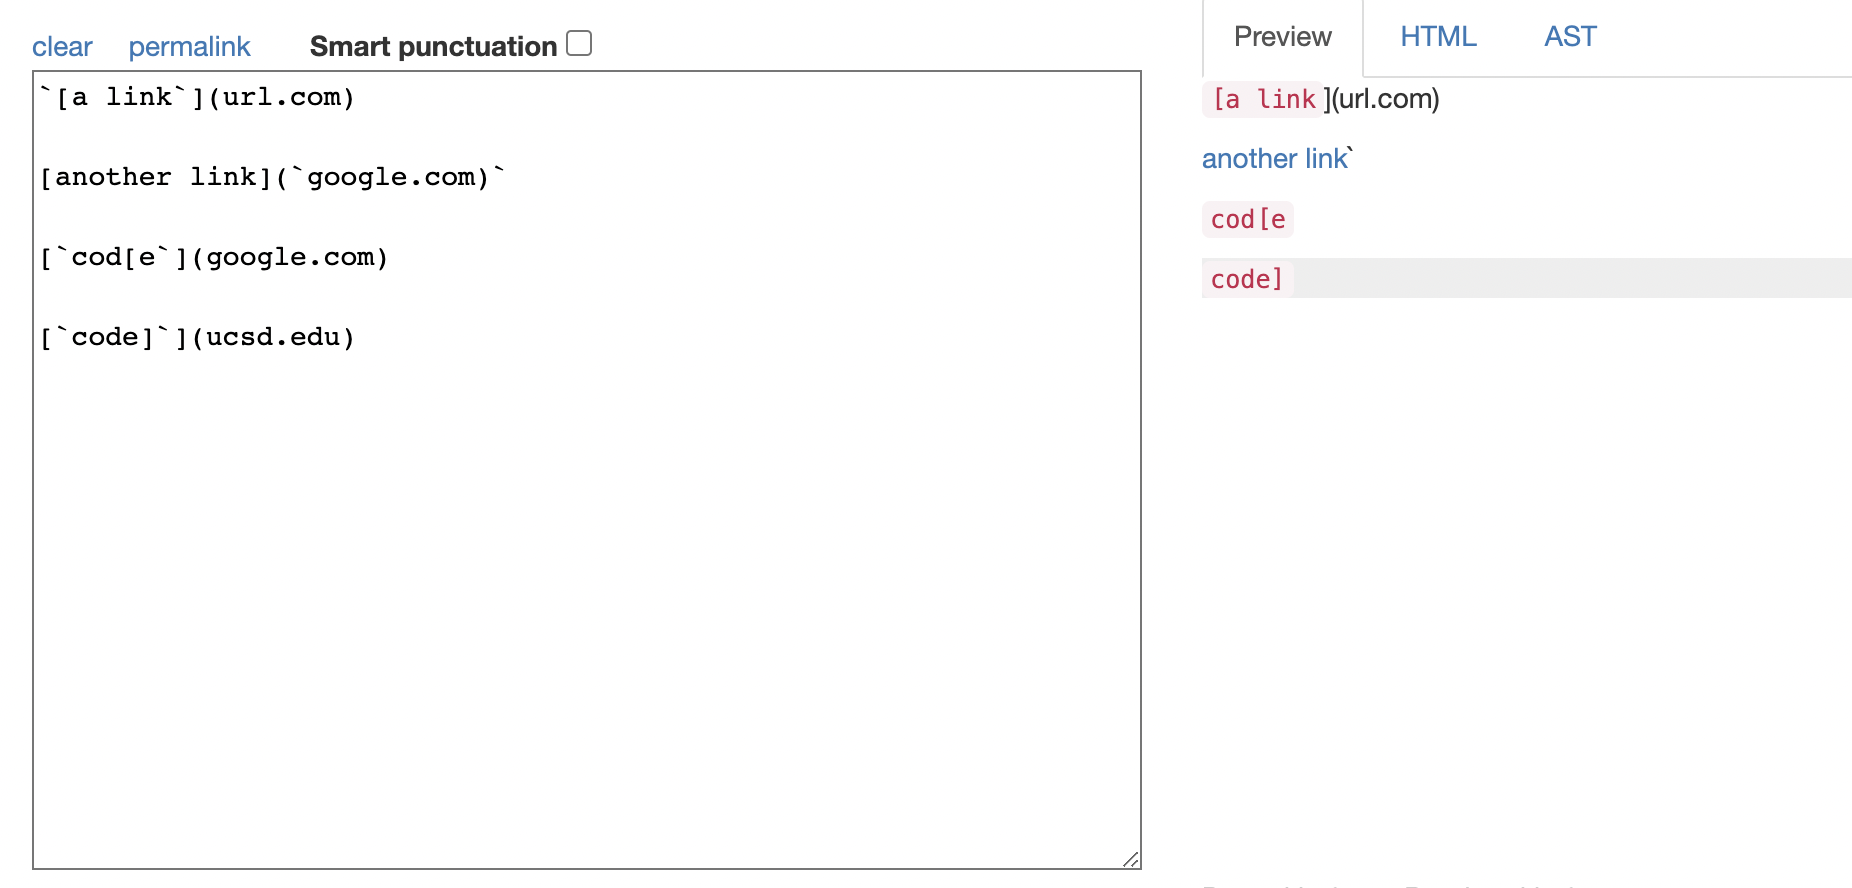 clear permalink Smart punctuation
`[a link`](url.com)
[another link](`google.com)`
[`cod[e`](google.com)
[`code]`](ucsd.edu)
Preview HTML AST
[a link](url.com)
another link`
cod[e
code]